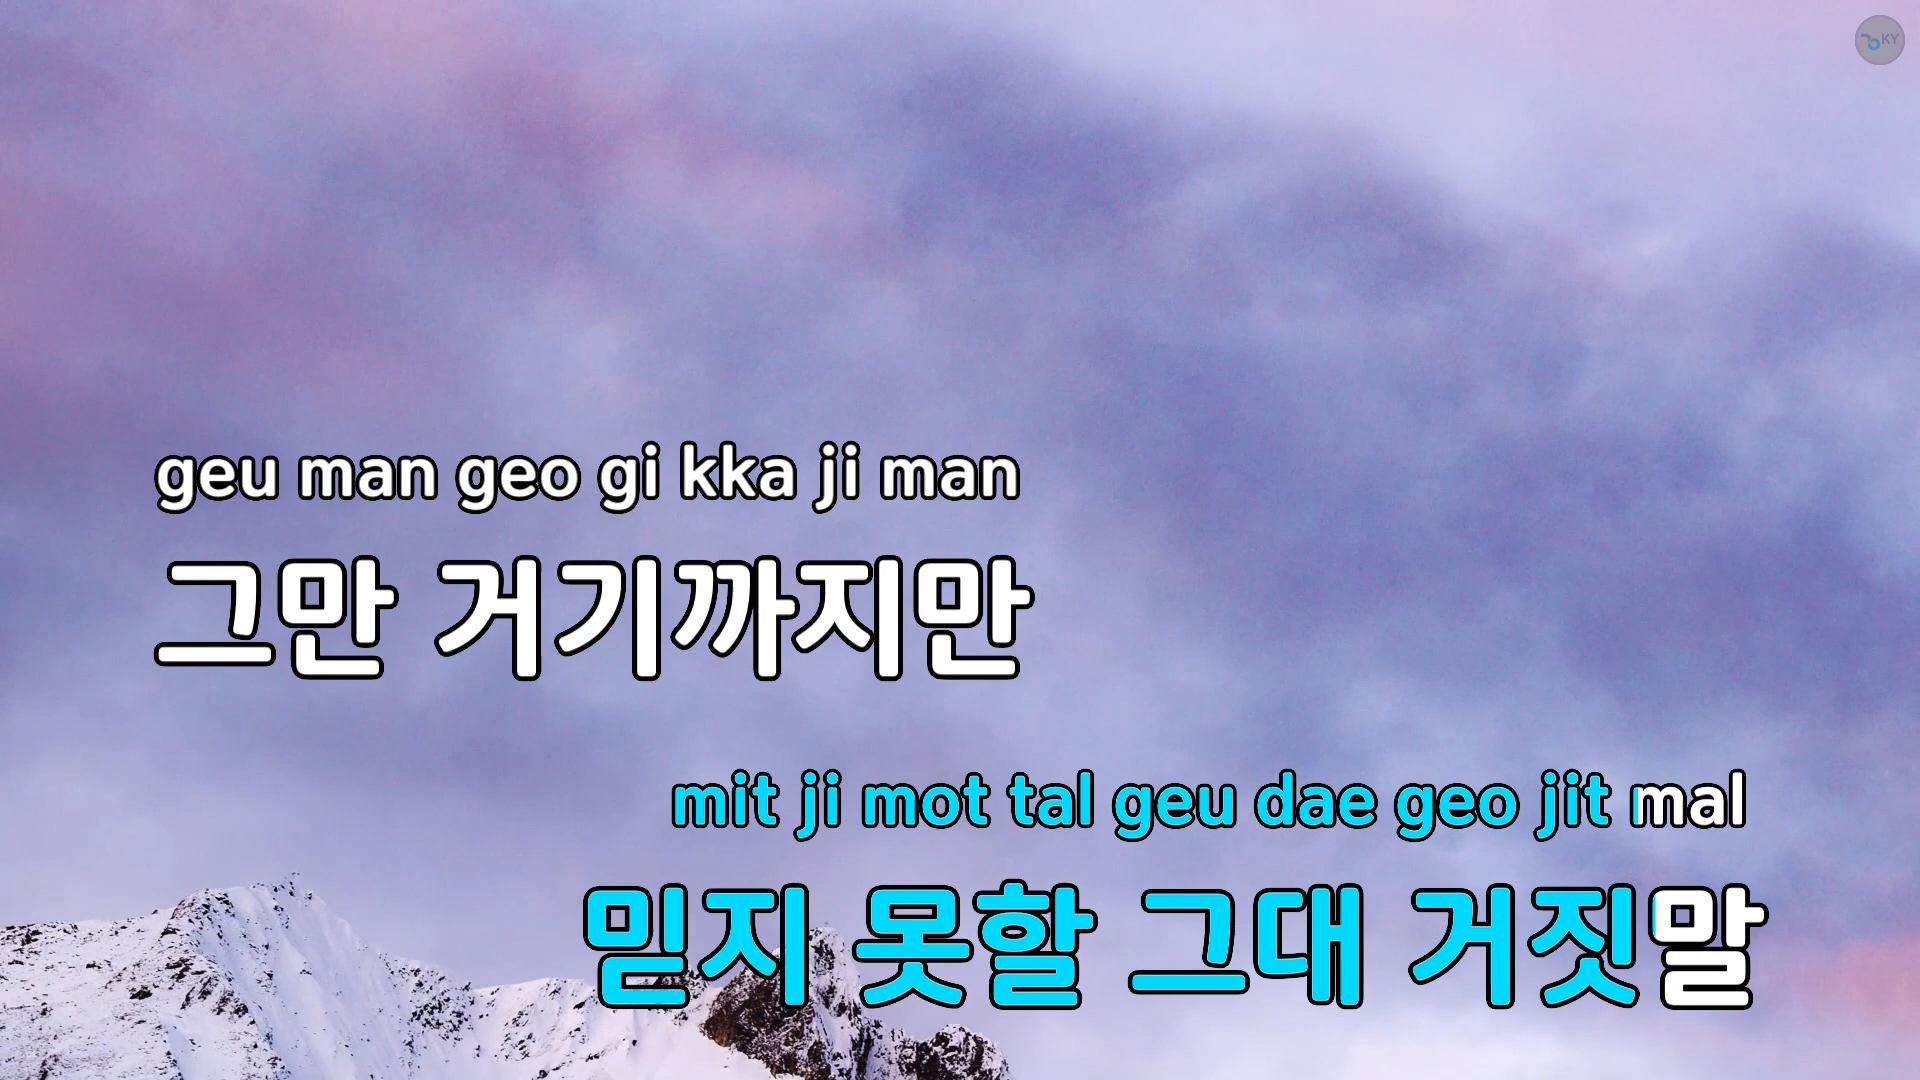 KY
geu man geo gi kka ji man
그만 거기까지만
mit ji mot tal geu dae geo jit mal
믿지 못할 그대 거짓말